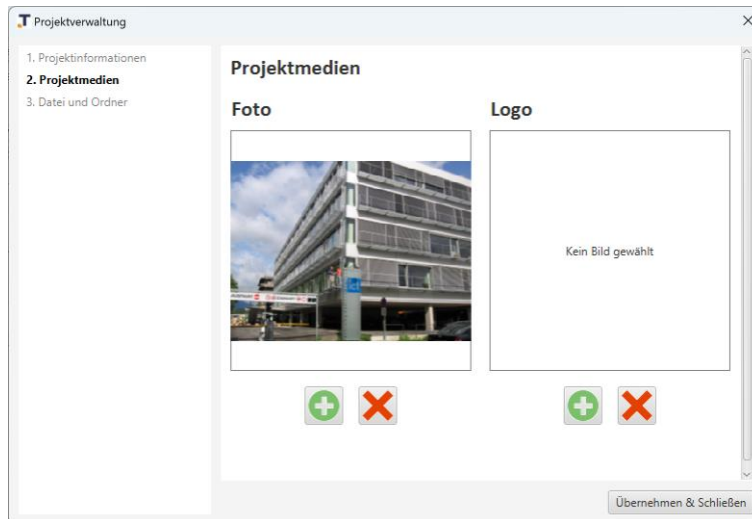 Projektverwaltung
1. Projektinformationen
2. Projektmedien
3. Datei und Ordner
Projektmedien
Foto
Logo
Kein Bild gewählt
Übernehmen & Schließen